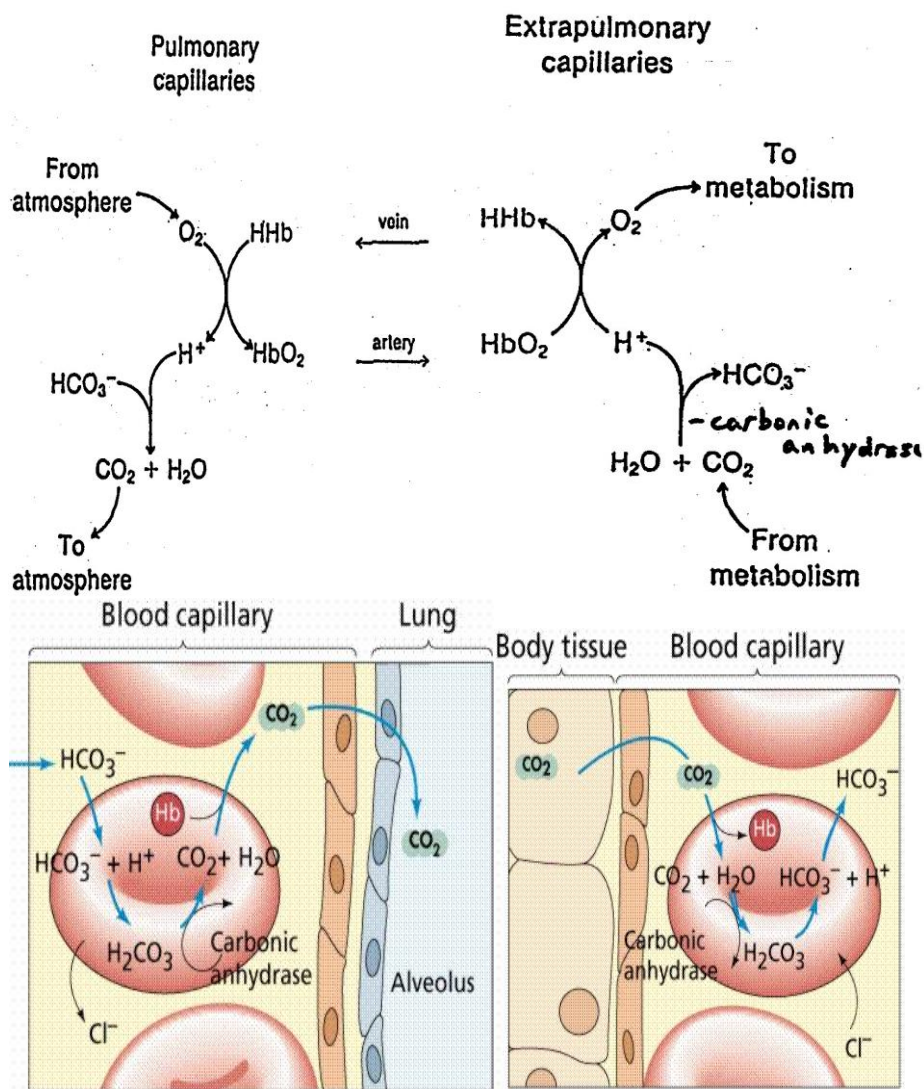 Pulmonary
capillaries
Extrapulmonary
capillaries
From
atmosphere
O₂
HHb
H⁺
HbO₂
HCO₃⁻
CO₂ + H₂O
To
atmosphere
vein
artery
To
metabolism
HHb
O₂
HbO₂
H⁺
HCO₃⁻
-carbonic
anhydrase
H₂O + CO₂
From
metabolism
Blood capillary
Lung
CO₂
HCO₃⁻
Hb
CO₂
HCO₃⁻ + H⁺
CO₂+ H₂O
H₂CO₃
Carbonic
anhydrase
Alveolus
Cl⁻
Body tissue
Blood capillary
CO₂
CO₂
HCO₃⁻
Hb
CO₂ + H₂O
HCO₃⁻ + H⁺
Carbonic
anhydrase
H₂CO₃
Cl⁻